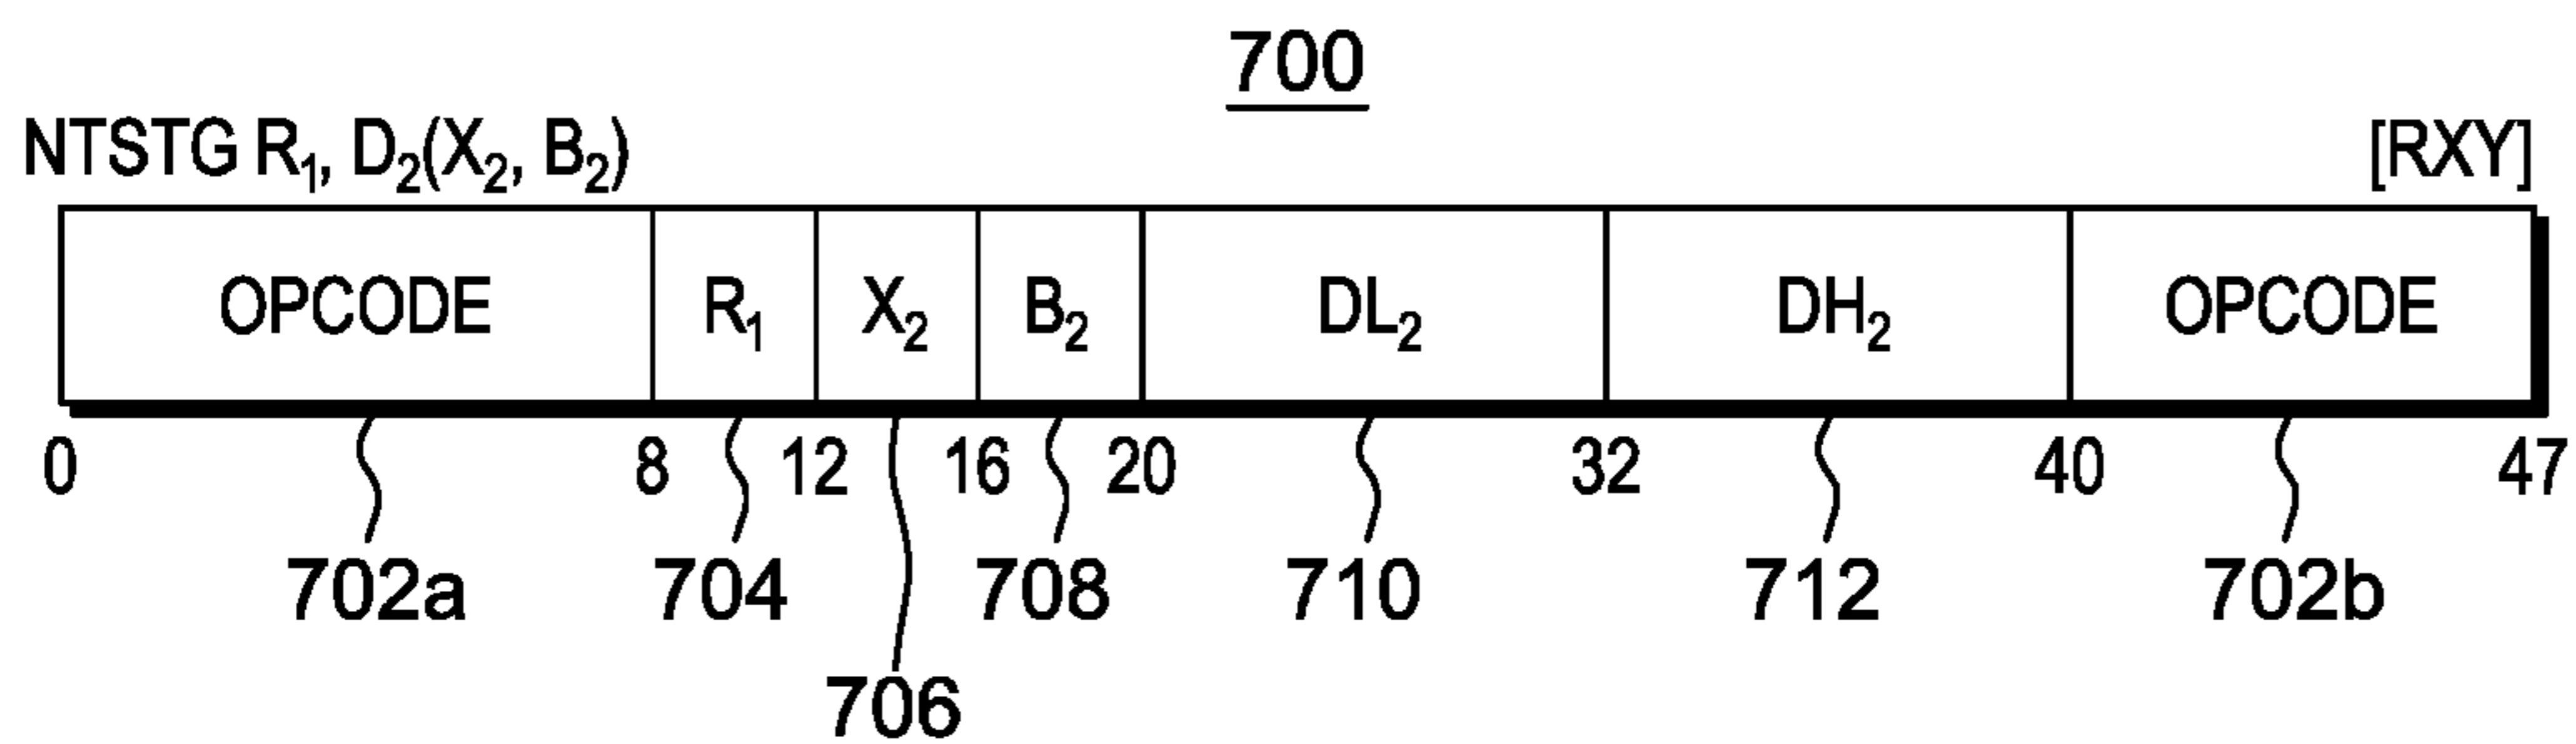 700
NTSTG R₁, D₂(X₂, B₂) [RXY]
OPCODE R₁ X₂ B₂ DL₂ DH₂ OPCODE
0 8 12 16 20 32 40 47
702a 704 708 710 712 702b
706